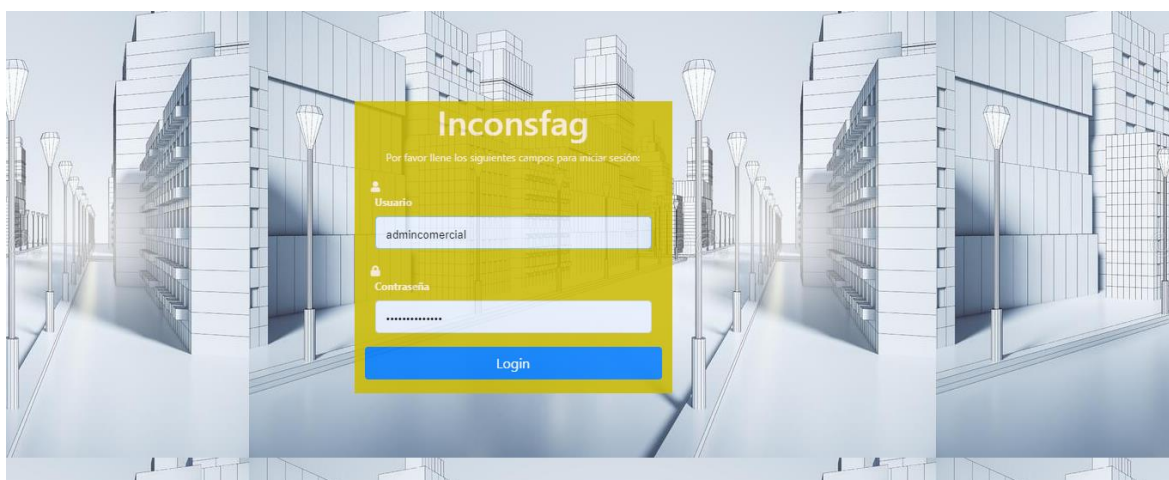 Inconsfag
Por favor llene los siguientes campos para iniciar sesión:
Usuario
admincomercial
Contraseña
••••••••••••••
Login